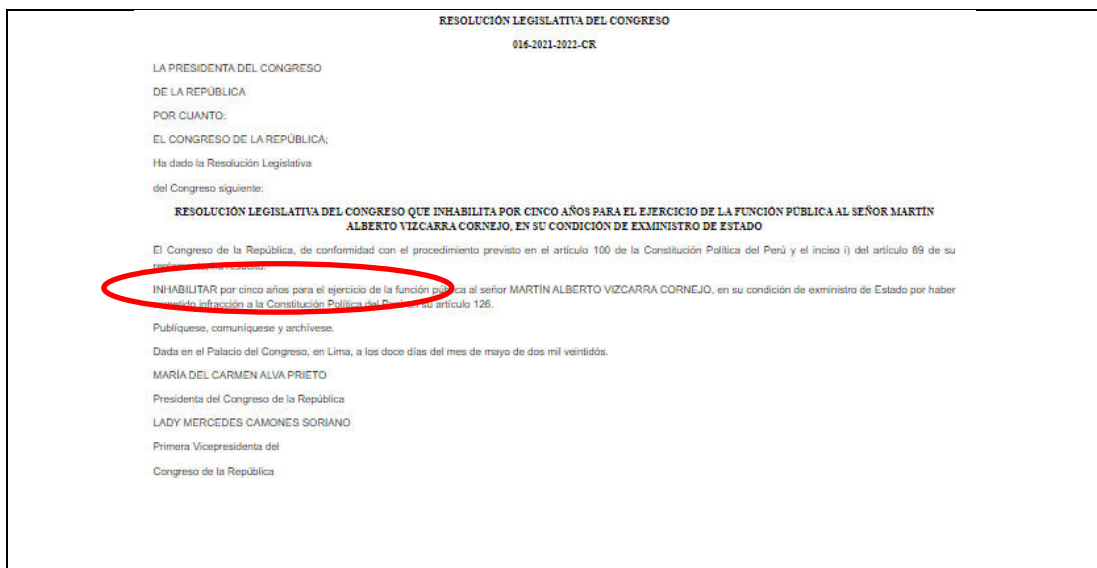 RESOLUCIÓN LEGISLATIVA DEL CONGRESO
016-2021-2022-CR
LA PRESIDENTA DEL CONGRESO
DE LA REPÚBLICA
POR CUANTO:
EL CONGRESO DE LA REPÚBLICA;
Ha dado la Resolución Legislativa
del Congreso siguiente:
RESOLUCIÓN LEGISLATIVA DEL CONGRESO QUE INHABILITA POR CINCO AÑOS PARA EL EJERCICIO DE LA FUNCIÓN PÚBLICA AL SEÑOR MARTÍN
ALBERTO VIZCARRA CORNEJO, EN SU CONDICIÓN DE EXMINISTRO DE ESTADO
El Congreso de la República, de conformidad con el procedimiento previsto en el artículo 100 de la Constitución Política del Perú y el inciso i) del artículo 89 de su
reglamento, ha resuelto:
INHABILITAR por cinco años para el ejercicio de la función pública al señor MARTÍN ALBERTO VIZCARRA CORNEJO, en su condición de exministro de Estado por haber
cometido infracción a la Constitución Política del Perú en su artículo 126.
Publíquese, comuníquese y archívese.
Dada en el Palacio del Congreso, en Lima, a los doce días del mes de mayo de dos mil veintidós.
MARÍA DEL CARMEN ALVA PRIETO
Presidenta del Congreso de la República
LADY MERCEDES CAMONES SORIANO
Primera Vicepresidenta del
Congreso de la República